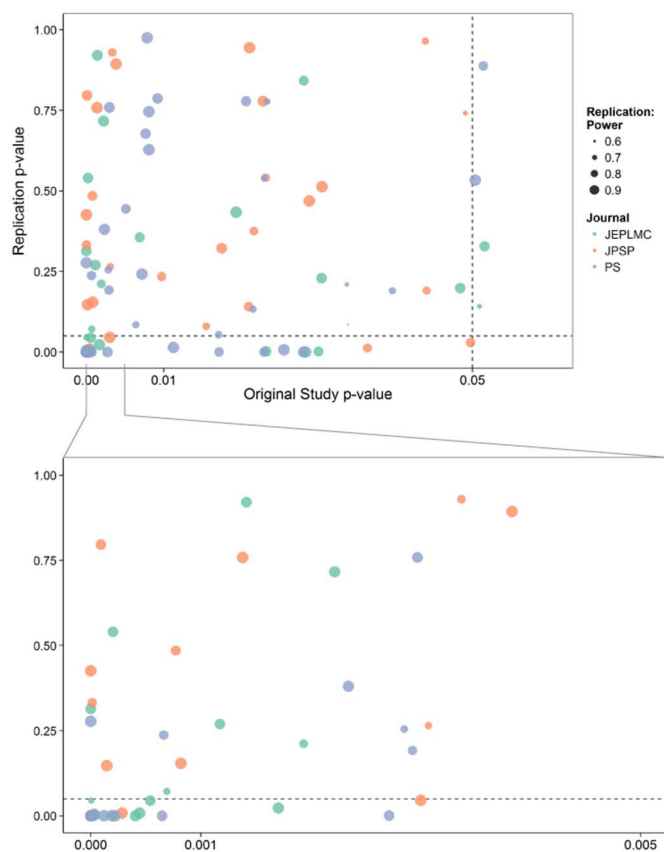 1.00
0.75
0.50
0.25
0.00
Replication p-value
0.00
0.01
0.05
Original Study p-value
Replication:
Power
0.6
0.7
0.8
0.9
Journal
JEPLMC
JPSP
PS
1.00
0.75
0.50
0.25
0.00
0.000
0.001
0.005